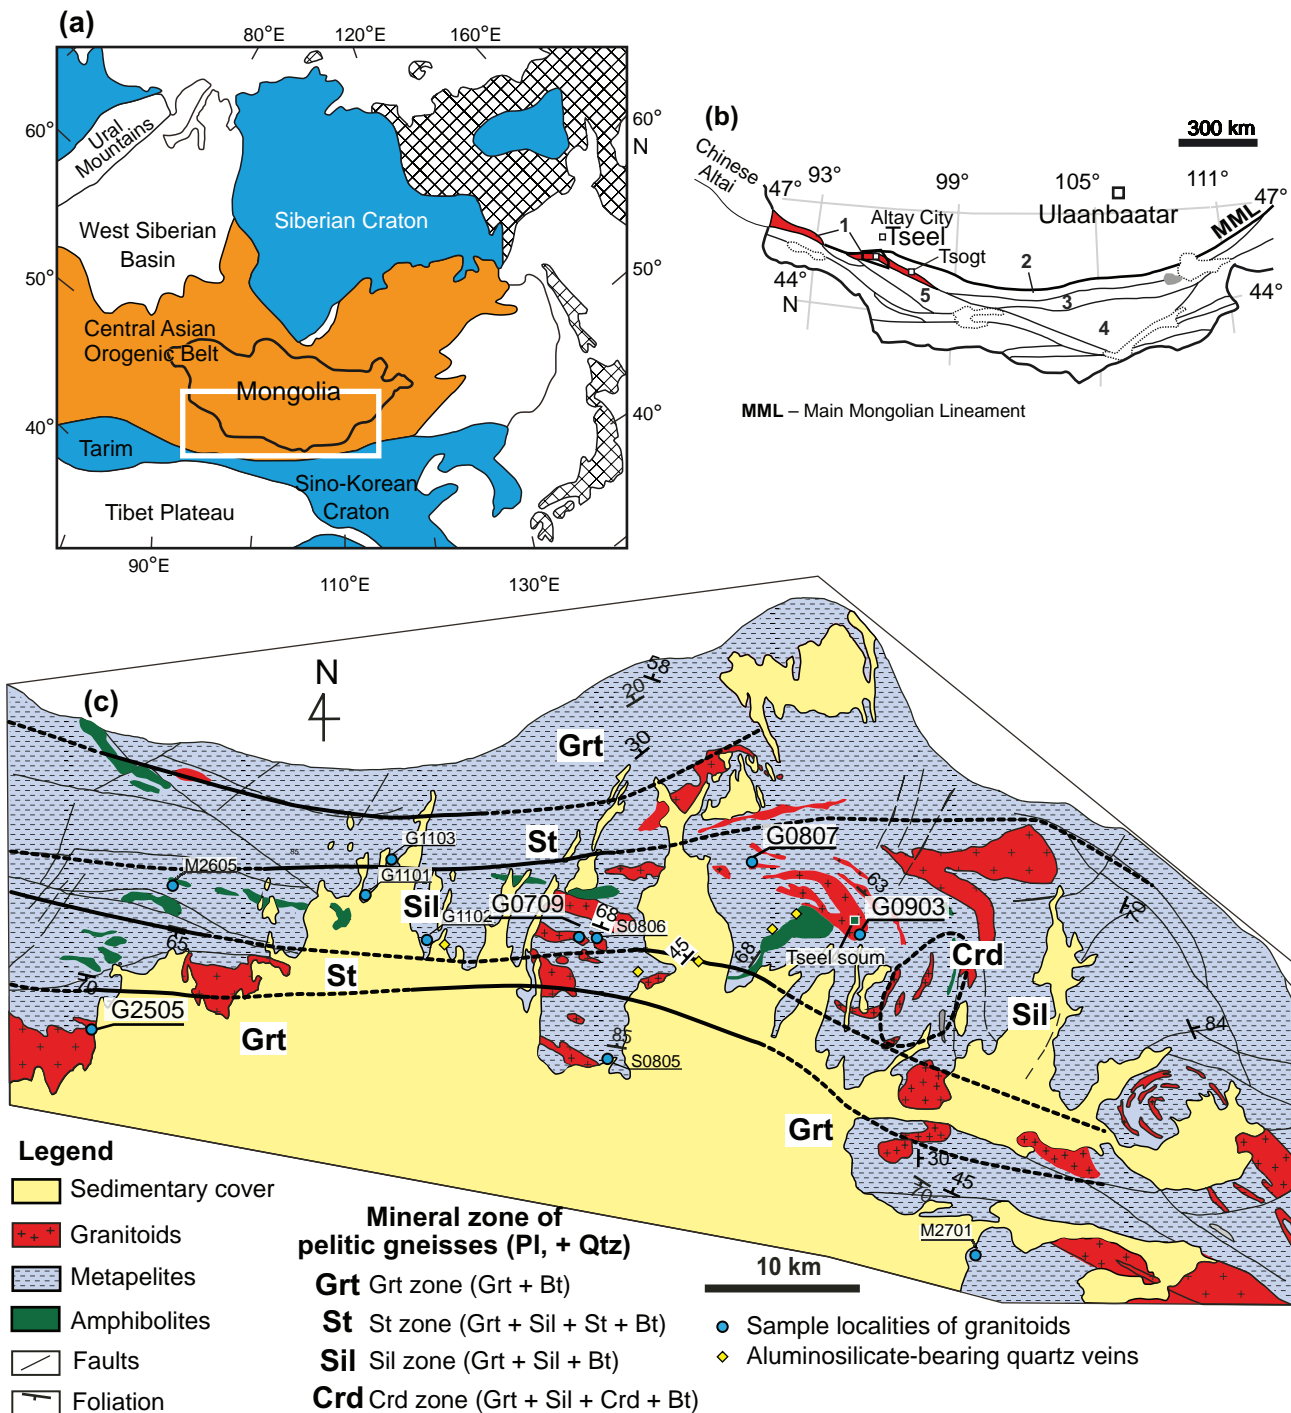 (a)
80°E
120°E
160°E
60°
60°
N
Ural
Mountains
West Siberian
Basin
Siberian Craton
50°
50°
Central Asian
Orogenic Belt
Mongolia
40°
40°
Tarim
Sino-Korean
Craton
Tibet Plateau
90°E
110°E
130°E
(b)
300 km
Chinese
Altai
47°
93°
99°
105°
111°
47°
Ulaanbaatar
MML
Altay City
Tseel
Tsogt
1
2
3
4
5
44°
N
44°
MML – Main Mongolian Lineament
(c)
N
58
20
30
Grt
St
G1103
85
M2605
G1101
G0807
Sil
G1102
G0709
68
S0806
63
G0903
Tseel soum
65
70
St
45
68
Crd
70
G2505
Grt
85
S0805
Sil
84
Grt
30
45
70
M2701
Legend
Sedimentary cover
Granitoids
Metapelites
Amphibolites
Faults
Foliation
Mineral zone of
pelitic gneisses (Pl, + Qtz)
Grt Grt zone (Grt + Bt)
St St zone (Grt + Sil + St + Bt)
Sil Sil zone (Grt + Sil + Bt)
Crd Crd zone (Grt + Sil + Crd + Bt)
10 km
Sample localities of granitoids
Aluminosilicate-bearing quartz veins